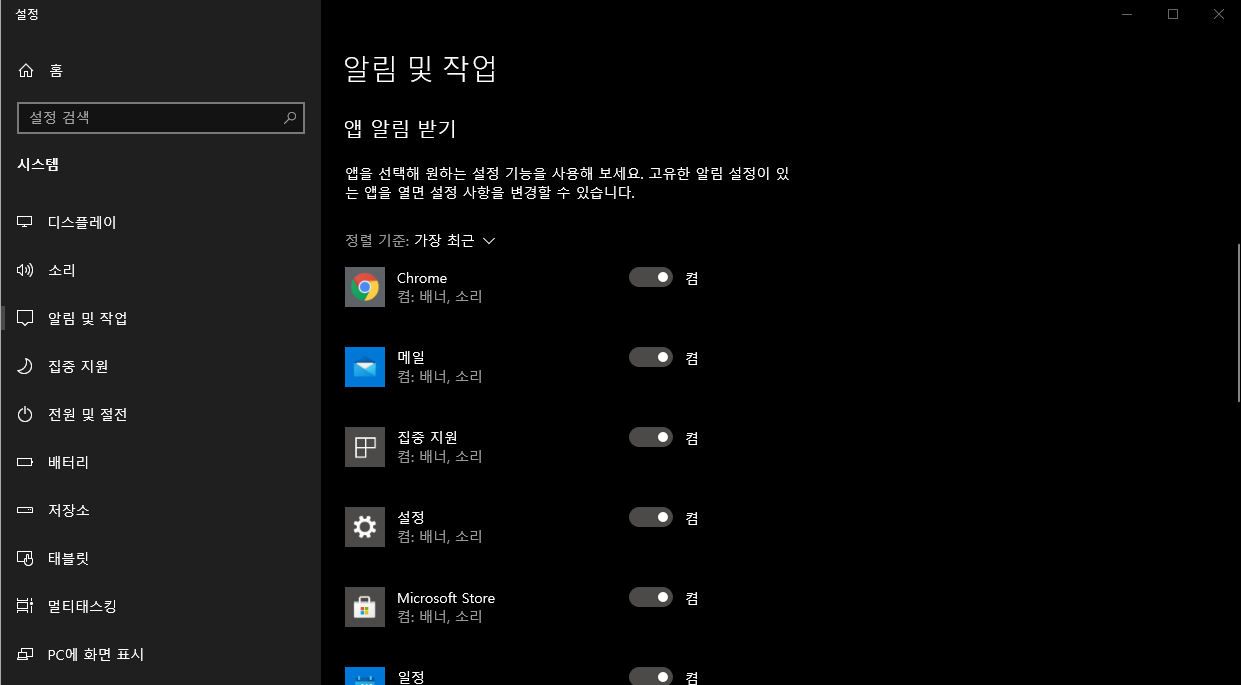 설정
홈
설정 검색
시스템
디스플레이
소리
알림 및 작업
집중 지원
전원 및 절전
배터리
저장소
태블릿
멀티태스킹
PC에 화면 표시
알림 및 작업
앱 알림 받기
앱을 선택해 원하는 설정 기능을 사용해 보세요. 고유한 알림 설정이 있
는 앱을 열면 설정 사항을 변경할 수 있습니다.
정렬 기준: 가장 최근
Chrome
켬: 배너, 소리
켬
메일
켬: 배너, 소리
켬
집중 지원
켬: 배너, 소리
켬
설정
켬: 배너, 소리
켬
Microsoft Store
켬: 배너, 소리
켬
일정
켬